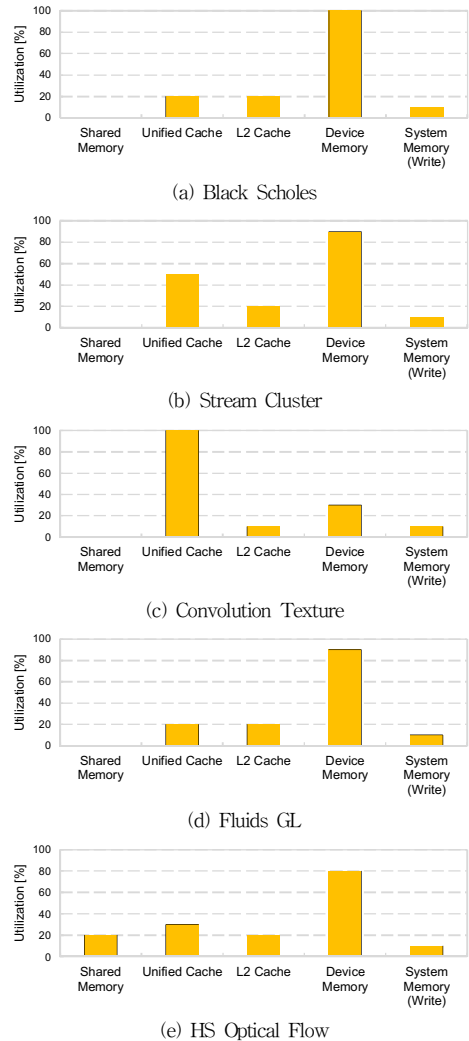 Utilization [%]
100
80
60
40
20
0
Shared Memory
Unified Cache
L2 Cache
Device Memory
System Memory (Write)
(a) Black Scholes
Utilization [%]
100
80
60
40
20
0
Shared Memory
Unified Cache
L2 Cache
Device Memory
System Memory (Write)
(b) Stream Cluster
Utilization [%]
100
80
60
40
20
0
Shared Memory
Unified Cache
L2 Cache
Device Memory
System Memory (Write)
(c) Convolution Texture
Utilization [%]
100
80
60
40
20
0
Shared Memory
Unified Cache
L2 Cache
Device Memory
System Memory (Write)
(d) Fluids GL
Utilization [%]
100
80
60
40
20
0
Shared Memory
Unified Cache
L2 Cache
Device Memory
System Memory (Write)
(e) HS Optical Flow